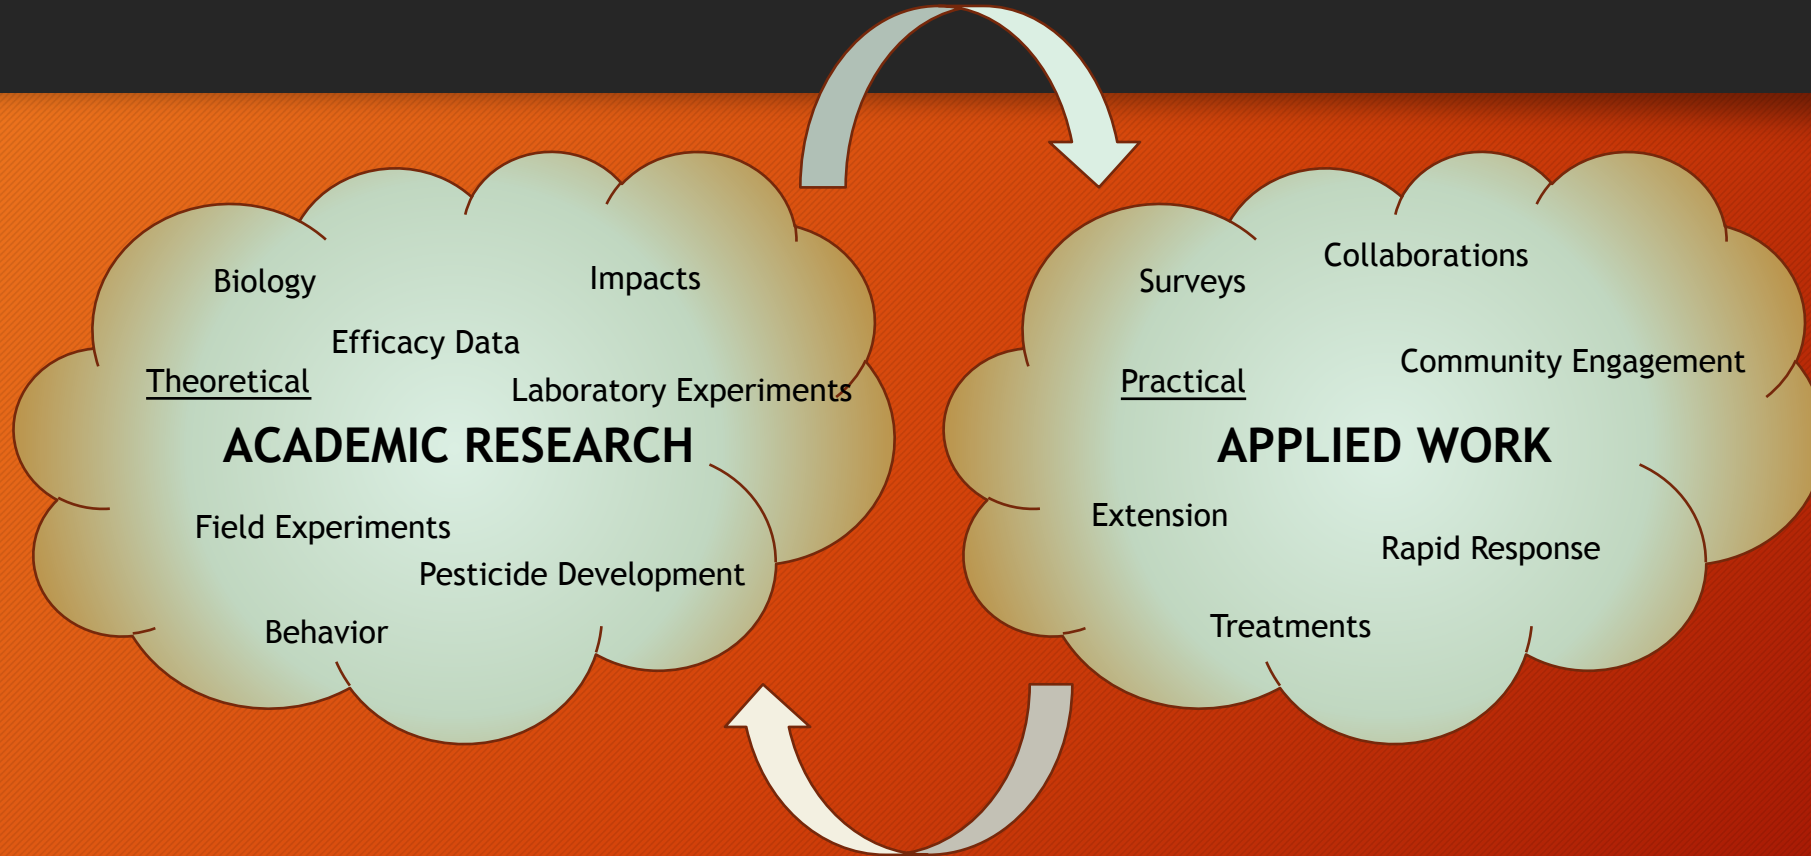 Biology
Impacts
Efficacy Data
Theoretical
Laboratory Experiments
ACADEMIC RESEARCH
Field Experiments
Pesticide Development
Behavior
Collaborations
Surveys
Community Engagement
Practical
APPLIED WORK
Extension
Rapid Response
Treatments